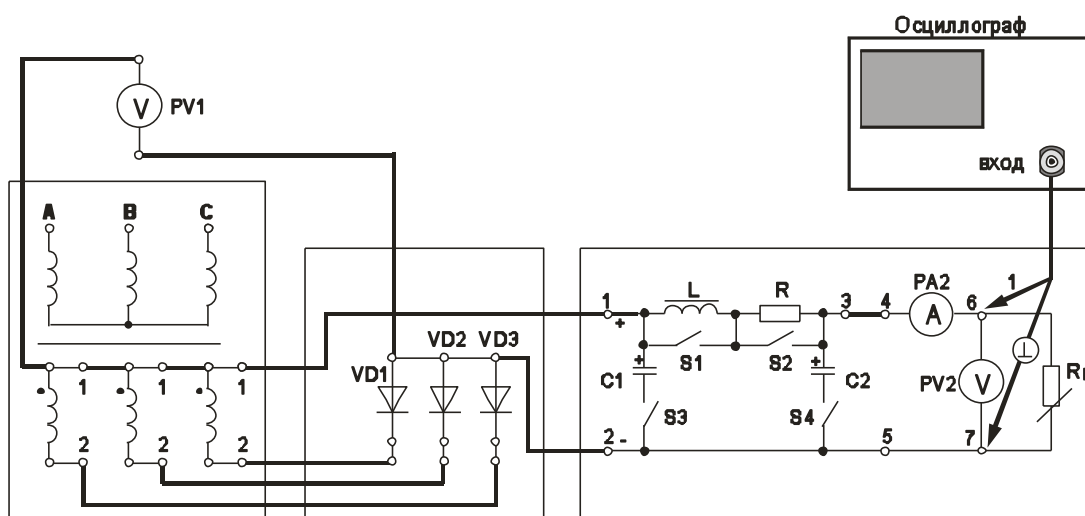 Осциллограф
V PV1
ВХОД
A B C
L R 3 4 PA2 6 1
1 +
A
VD1 VD2 VD3
S1 S2
C1 + + C2 PV2 V ⊥
S3 S4
1 1 1
2 2 2
2 - 5 7